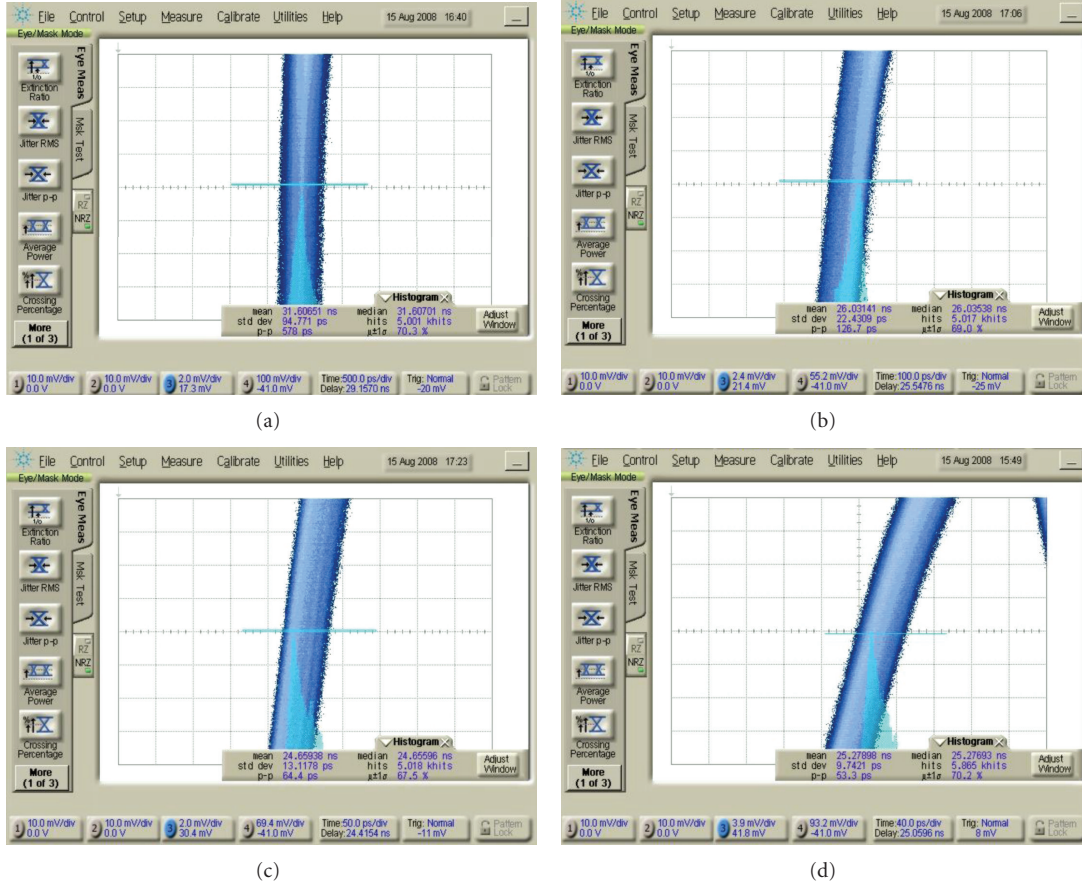 File Control Setup Measure Calibrate Utilities Help 15 Aug 2008 16:40
Eye/Mask Mode
Eye Meas
Msk Test
Extinction
Ratio
Jitter RMS
Jitter p-p
RZ
NRZ
Average
Power
Crossing
Percentage
More
(1 of 3)
Histogram
mean 31.60651 ns median 31.60701 ns
std dev 94.771 ps hits 5.001 khits
p-p 578 ps µ±1σ 70.3 %
Adjust
Window
1 10.0 mV/div 2 10.0 mV/div 3 2.0 mV/div 4 100 mV/div Time:500.0 ps/div Trig: Normal Pattern
0.0 V 0.0 V 17.3 mV -41.0 mV Delay:29.1570 ns -20 mV Lock
(a)
File Control Setup Measure Calibrate Utilities Help 15 Aug 2008 17:06
Eye/Mask Mode
Eye Meas
Msk Test
Extinction
Ratio
Jitter RMS
Jitter p-p
RZ
NRZ
Average
Power
Crossing
Percentage
More
(1 of 3)
Histogram
mean 26.03141 ns median 26.03538 ns
std dev 22.4309 ps hits 5.017 khits
p-p 126.7 ps µ±1σ 69.0 %
Adjust
Window
1 10.0 mV/div 2 10.0 mV/div 3 2.4 mV/div 4 55.2 mV/div Time:100.0 ps/div Trig: Normal Pattern
0.0 V 0.0 V 21.4 mV -41.0 mV Delay:25.5476 ns -25 mV Lock
(b)
File Control Setup Measure Calibrate Utilities Help 15 Aug 2008 17:23
Eye/Mask Mode
Eye Meas
Msk Test
Extinction
Ratio
Jitter RMS
Jitter p-p
RZ
NRZ
Average
Power
Crossing
Percentage
More
(1 of 3)
Histogram
mean 24.65938 ns median 24.65596 ns
std dev 13.1178 ps hits 5.018 khits
p-p 64.4 ps µ±1σ 67.5 %
Adjust
Window
1 10.0 mV/div 2 10.0 mV/div 3 2.0 mV/div 4 69.4 mV/div Time:50.0 ps/div Trig: Normal Pattern
0.0 V 0.0 V 30.4 mV -41.0 mV Delay:24.4154 ns -11 mV Lock
(c)
File Control Setup Measure Calibrate Utilities Help 15 Aug 2008 15:49
Eye/Mask Mode
Eye Meas
Msk Test
Extinction
Ratio
Jitter RMS
Jitter p-p
RZ
NRZ
Average
Power
Crossing
Percentage
More
(1 of 3)
Histogram
mean 25.27898 ns median 25.27693 ns
std dev 9.7421 ps hits 5.865 khits
p-p 53.3 ps µ±1σ 70.2 %
Adjust
Window
1 10.0 mV/div 2 10.0 mV/div 3 3.9 mV/div 4 93.2 mV/div Time:40.0 ps/div Trig: Normal Pattern
0.0 V 0.0 V 41.8 mV -41.0 mV Delay:25.0596 ns 8 mV Lock
(d)